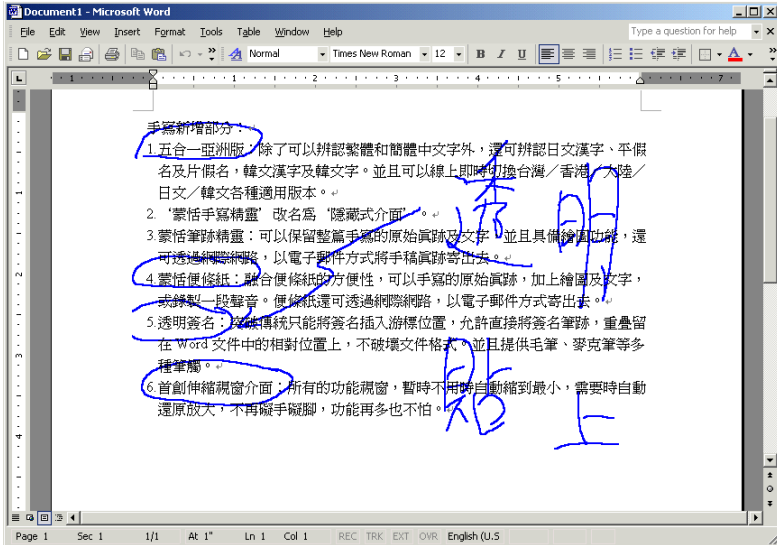 Document1 - Microsoft Word
File Edit View Insert Format Tools Table Window Help
Type a question for help
Normal Times New Roman 12 B I U A
1 1 2 3 4 5 7
手寫新增部分：
1.五合一亞洲版：除了可以辨認繁體和簡體中文字外，還可辨認日文漢字、平假
名及片假名，韓文漢字及韓文字。並且可以線上即時切換台灣／香港／大陸／
日文／韓文各種適用版本。
2.‘蒙恬手寫精靈’改名為‘隱藏式介面’。
3.蒙恬筆跡精靈：可以保留整篇手寫的原始真跡及文字，並且具備繪圖功能，還
可透過網際網路，以電子郵件方式將手稿真跡寄出去。
4.蒙恬便條紙：融合便條紙的方便性，可以手寫的原始真跡，加上繪圖及文字，
或錄製一段聲音。便條紙還可透過網際網路，以電子郵件方式寄出去。
5.透明簽名：突破傳統只能將簽名插入游標位置，允許直接將簽名筆跡，重疊留
在 Word 文件中的相對位置上，不破壞文件格式。並且提供毛筆、麥克筆等多
種筆觸。
6.首創伸縮視窗介面：所有的功能視窗，暫時不用時自動縮到最小，需要時自動
還原放大，不再礙手礙腳，功能再多也不怕。
透明
貼上
Page 1 Sec 1 1/1 At 1" Ln 1 Col 1 REC TRK EXT OVR English (U.S